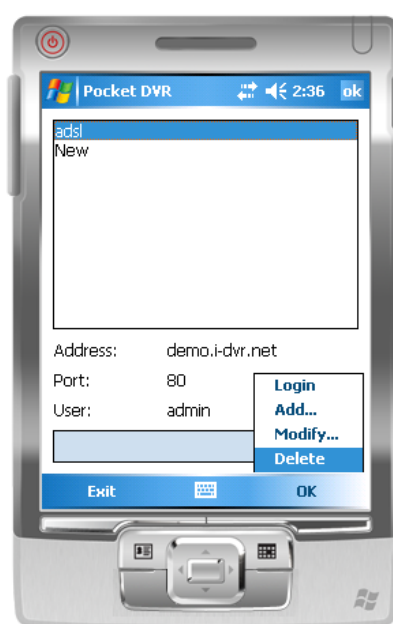 Pocket DVR 2:36 ok
adsl
New
Address: demo.i-dvr.net
Port: 80
User: admin
Login
Add...
Modify...
Delete
Exit OK